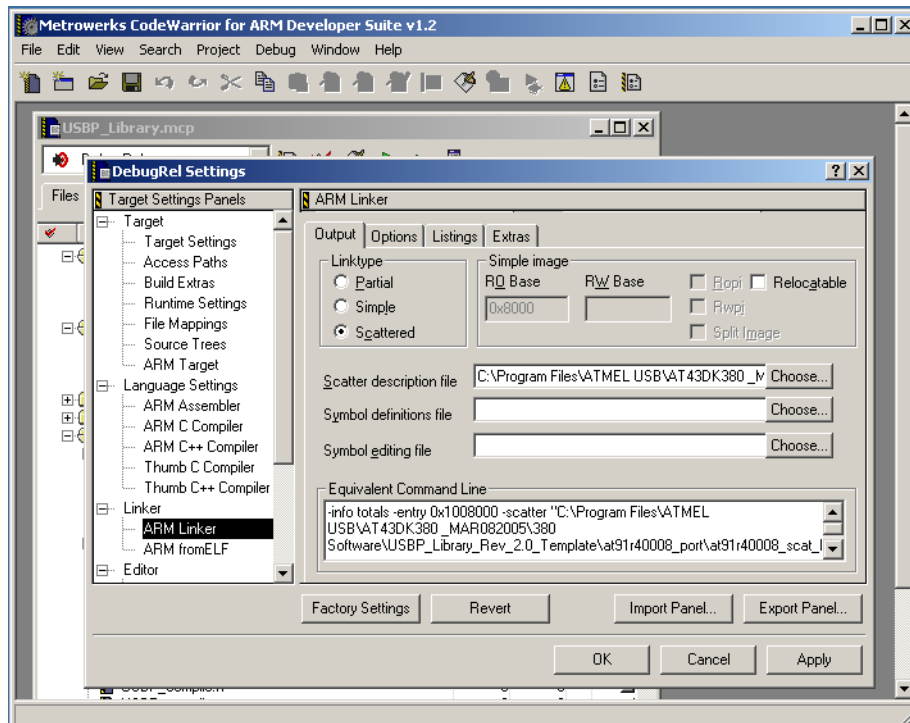 Metrowerks CodeWarrior for ARM Developer Suite v1.2
File Edit View Search Project Debug Window Help
USBP_Library.mcp
Files
DebugRel Settings
Target Settings Panels
Target
Target Settings
Access Paths
Build Extras
Runtime Settings
File Mappings
Source Trees
ARM Target
Language Settings
ARM Assembler
ARM C Compiler
ARM C++ Compiler
Thumb C Compiler
Thumb C++ Compiler
Linker
ARM Linker
ARM fromELF
Editor
ARM Linker
Output Options Listings Extras
Linktype
Partial
Simple
Scattered
Simple image
RO Base RW Base
0x8000
Ropi Relocatable
Rwpi
Split Image
Scatter description file C:\Program Files\ATMEL USB\AT43DK380 _M Choose...
Symbol definitions file Choose...
Symbol editing file Choose...
Equivalent Command Line
-info totals -entry 0x1008000 -scatter "C:\Program Files\ATMEL
USB\AT43DK380 _MAR082005\380
Software\USBP_Library_Rev_2.0_Template\at91r40008_port\at91r40008_scat_
Factory Settings Revert Import Panel... Export Panel...
OK Cancel Apply